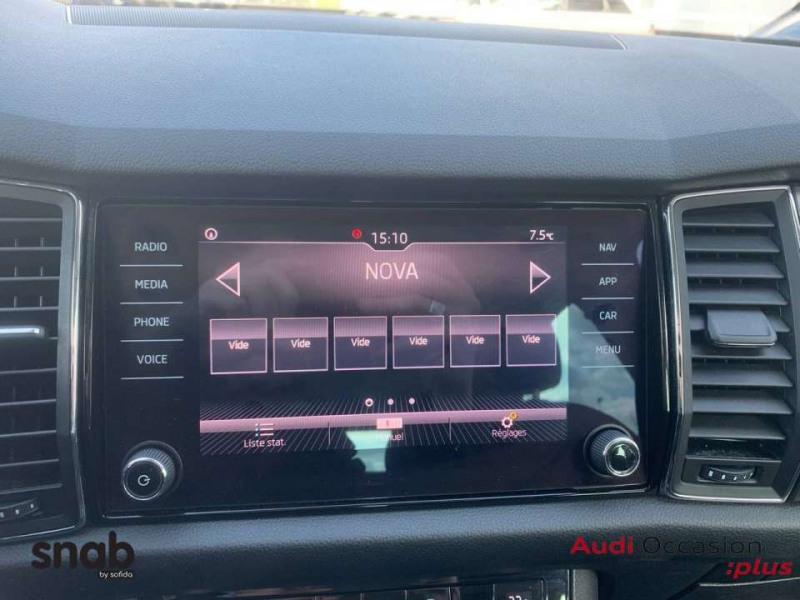 15:10
7.5°C
RADIO
NAV
NOVA
MEDIA
APP
PHONE
CAR
Vide Vide Vide Vide Vide Vide
VOICE
MENU
Liste stat.
Réglages
snab
by sofida
Audi Occasion
:plus